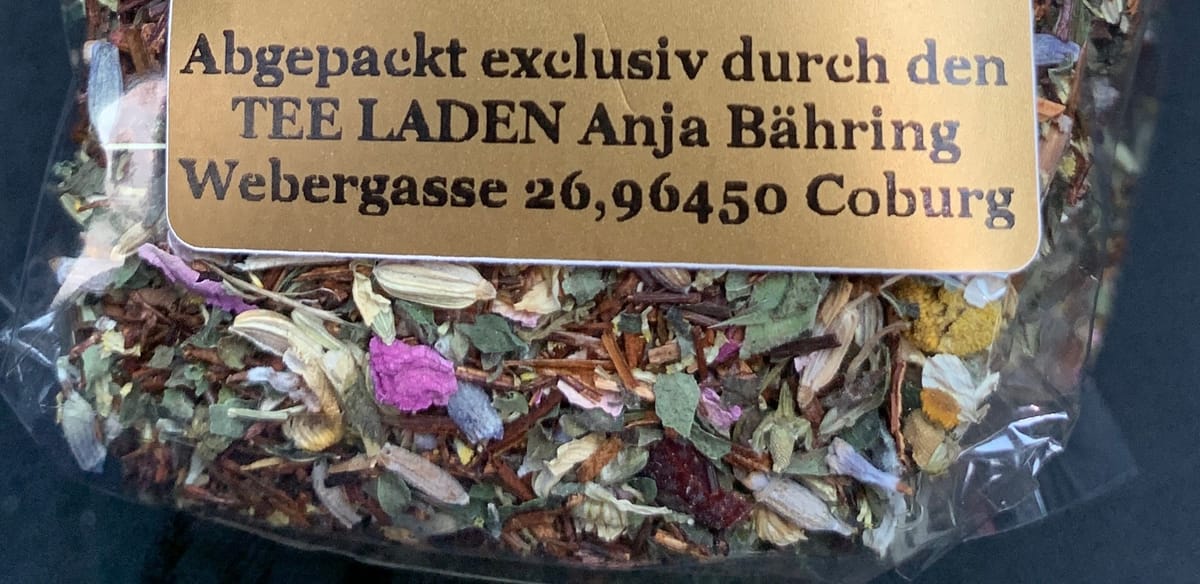 Abgepackt exclusiv durch den
TEE LADEN Anja Bähring
Webergasse 26,96450 Coburg